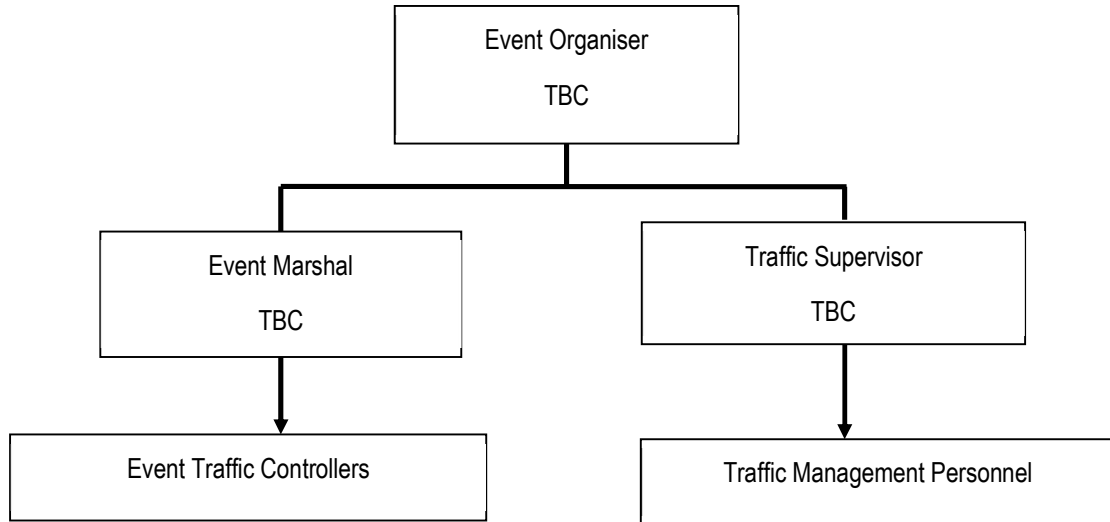 Event Organiser
TBC
Event Marshal
TBC
Traffic Supervisor
TBC
Event Traffic Controllers
Traffic Management Personnel